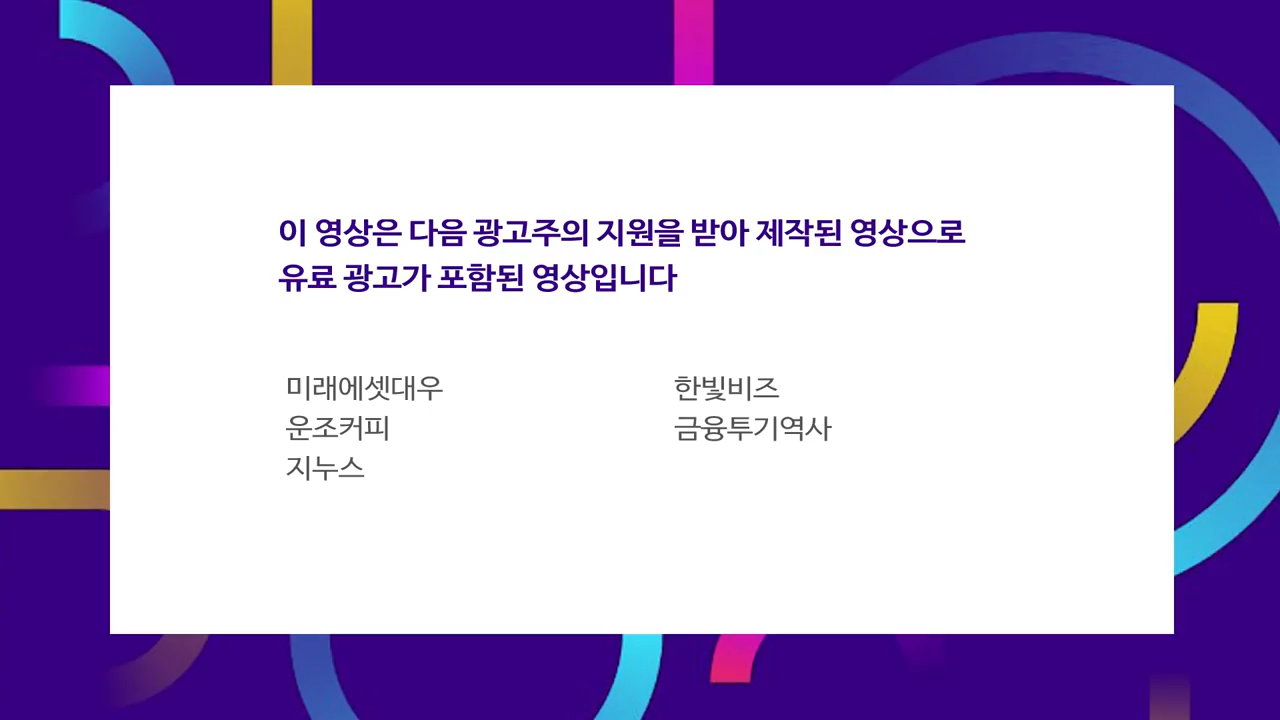 이 영상은 다음 광고주의 지원을 받아 제작된 영상으로
유료 광고가 포함된 영상입니다
미래에셋대우
운조커피
지누스
한빛비즈
금융투기역사